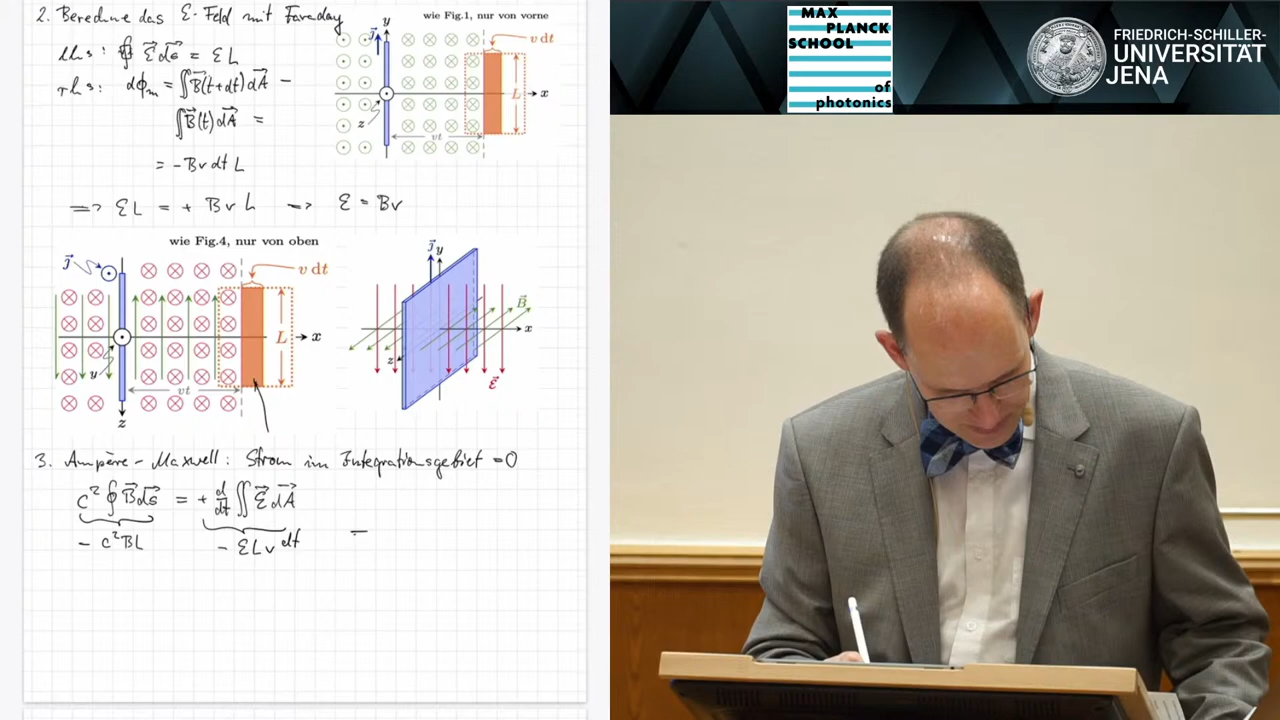 2. Berechne das ℰ-Feld mit Faraday
lhs: ∮ ℰ⃗ds⃗ = ℰL
rhs: dϕₘ = ∬B⃗(t+dt)dA⃗ −
∬B⃗(t)dA⃗ =
= −Bv dt L
⟹ ℰL = + BvL ⟹ ℰ = Bv
wie Fig.1, nur von vorne
j⃗
y
v dt
L
x
z
vt
wie Fig.4, nur von oben
j⃗
v dt
L
x
y
vt
z
j⃗
y
B⃗
x
z
ℰ⃗
3. Ampère-Maxwell: Strom im Integrationsgebiet =0
c² ∮B⃗ds⃗ = + d/dt ∬ℰ⃗dA⃗
− c²BL − ℰLv dt =
MAX
PLANCK
SCHOOL
of
photonics
FRIEDRICH-SCHILLER-
UNIVERSITÄT
JENA